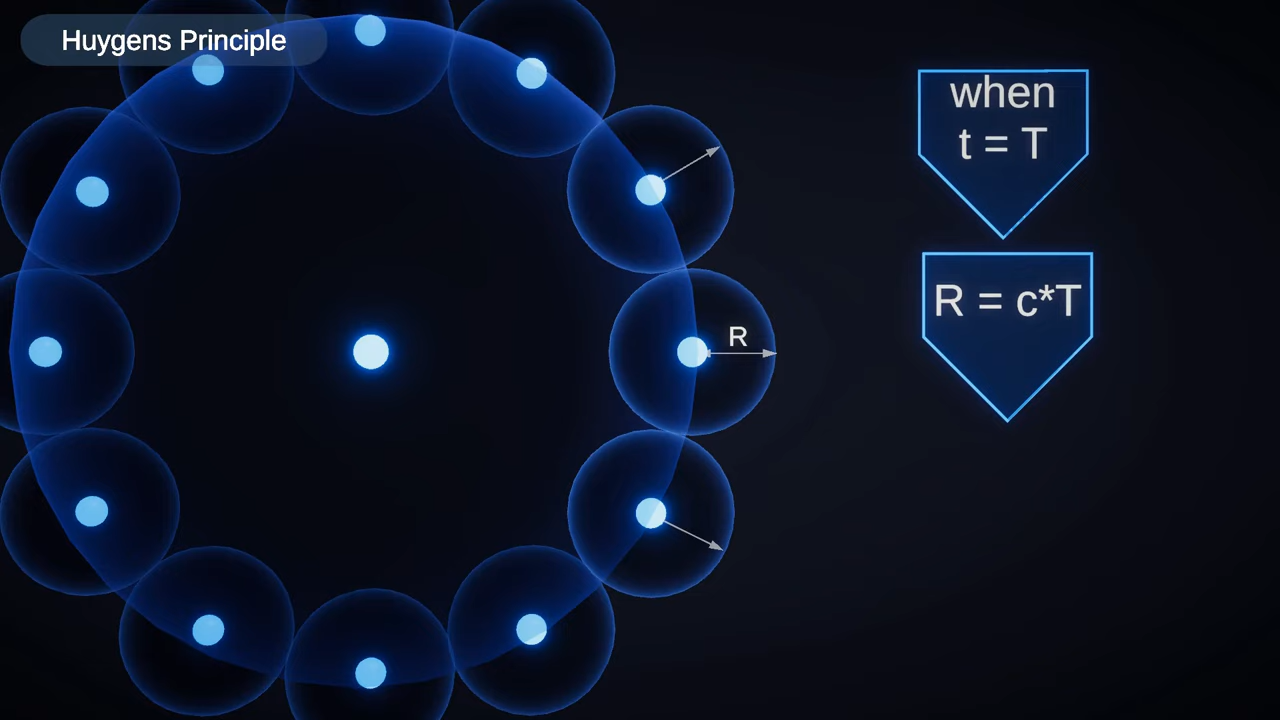 Huygens Principle
when
t = T
R = c*T
R